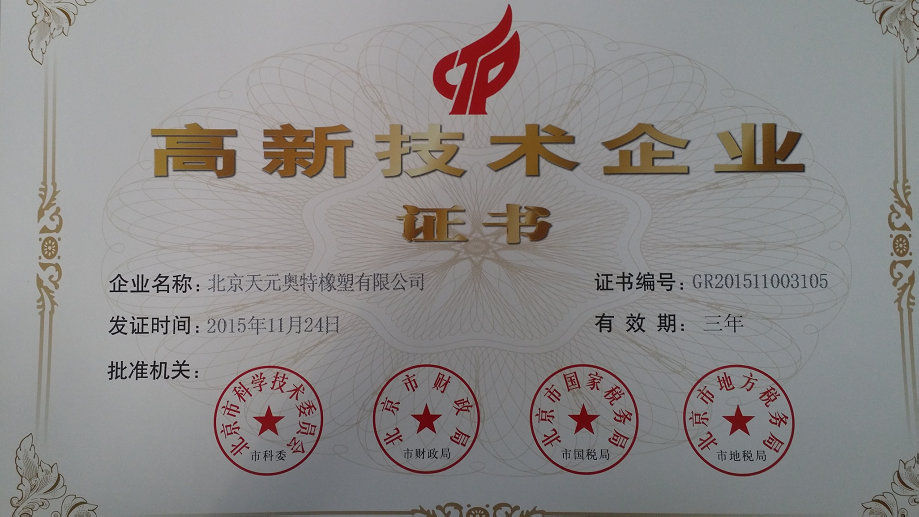 CTP
高新技术企业
证书
企业名称：北京天元奥特橡塑有限公司
证书编号：GR201511003105
发证时间：2015年11月24日
有效期：三年
批准机关：
北京市科学技术委员会
市科委
北京市财政局
市财政局
北京市国家税务局
市国税局
北京市地方税务局
市地税局